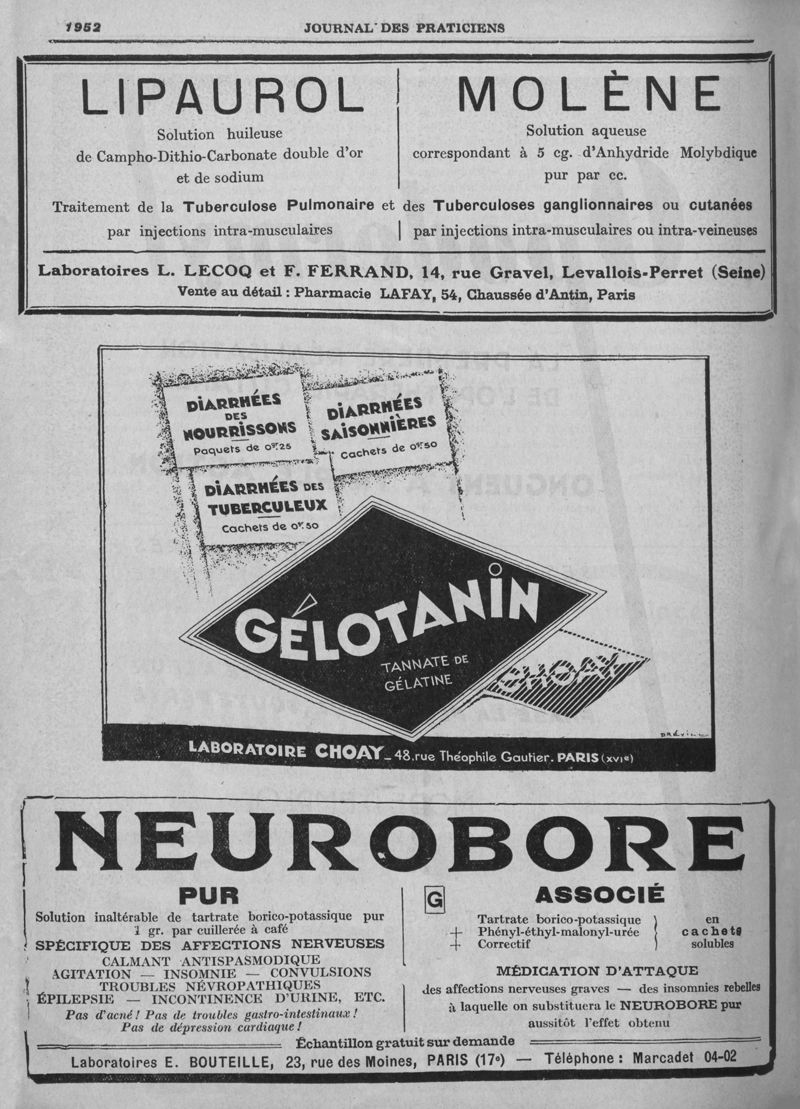 1952
JOURNAL DES PRATICIENS
LIPAUROL
Solution huileuse
de Campho-Dithio-Carbonate double d'or
et de sodium
MOLÈNE
Solution aqueuse
correspondant à 5 cg. d'Anhydride Molybdique
pur par cc.
Traitement de la Tuberculose Pulmonaire et des Tuberculoses ganglionnaires ou cutanées
par injections intra-musculaires
par injections intra-musculaires ou intra-veineuses
Laboratoires L. LECOQ et F. FERRAND, 14, rue Gravel, Levallois-Perret (Seine)
Vente au détail : Pharmacie LAFAY, 54, Chaussée d'Antin, Paris
DIARRHÉES
DES
NOURRISSONS
Paquets de 0gr.25
DIARRHÉES
SAISONNIÈRES
Cachets de 0gr.50
DIARRHÉES DES
TUBERCULEUX
Cachets de 0gr.50
GÉLOTANIN
TANNATE DE
GÉLATINE
CHOAY
LABORATOIRE CHOAY_48.rue Théophile Gautier. PARIS (XVIe)
NEUROBORE
PUR
Solution inaltérable de tartrate borico-potassique pur
1 gr. par cuillerée à café
SPÉCIFIQUE DES AFFECTIONS NERVEUSES
CALMANT ANTISPASMODIQUE
AGITATION — INSOMNIE — CONVULSIONS
TROUBLES NÉVROPATHIQUES
ÉPILEPSIE — INCONTINENCE D'URINE, ETC.
Pas d'acné ! Pas de troubles gastro-intestinaux !
Pas de dépression cardiaque !
G
ASSOCIÉ
Tartrate borico-potassique
+ Phényl-éthyl-malonyl-urée
+ Correctif
en
cachets
solubles
MÉDICATION D'ATTAQUE
des affections nerveuses graves — des insomnies rebelles
à laquelle on substituera le NEUROBORE pur
aussitôt l'effet obtenu
Échantillon gratuit sur demande
Laboratoires E. BOUTEILLE, 23, rue des Moines, PARIS (17e) — Téléphone : Marcadet 04-02